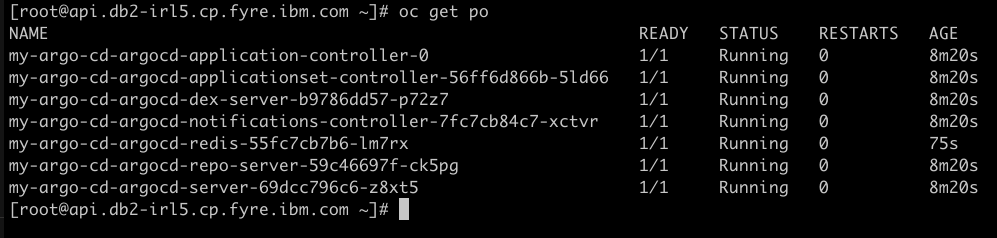 [root@api.db2-irl5.cp.fyre.ibm.com ~]# oc get po
NAME READY STATUS RESTARTS AGE
my-argo-cd-argocd-application-controller-0 1/1 Running 0 8m20s
my-argo-cd-argocd-applicationset-controller-56ff6d866b-5ld66 1/1 Running 0 8m20s
my-argo-cd-argocd-dex-server-b9786dd57-p72z7 1/1 Running 0 8m20s
my-argo-cd-argocd-notifications-controller-7fc7cb84c7-xctvr 1/1 Running 0 8m20s
my-argo-cd-argocd-redis-55fc7cb7b6-lm7rx 1/1 Running 0 75s
my-argo-cd-argocd-repo-server-59c46697f-ck5pg 1/1 Running 0 8m20s
my-argo-cd-argocd-server-69dcc796c6-z8xt5 1/1 Running 0 8m20s
[root@api.db2-irl5.cp.fyre.ibm.com ~]#